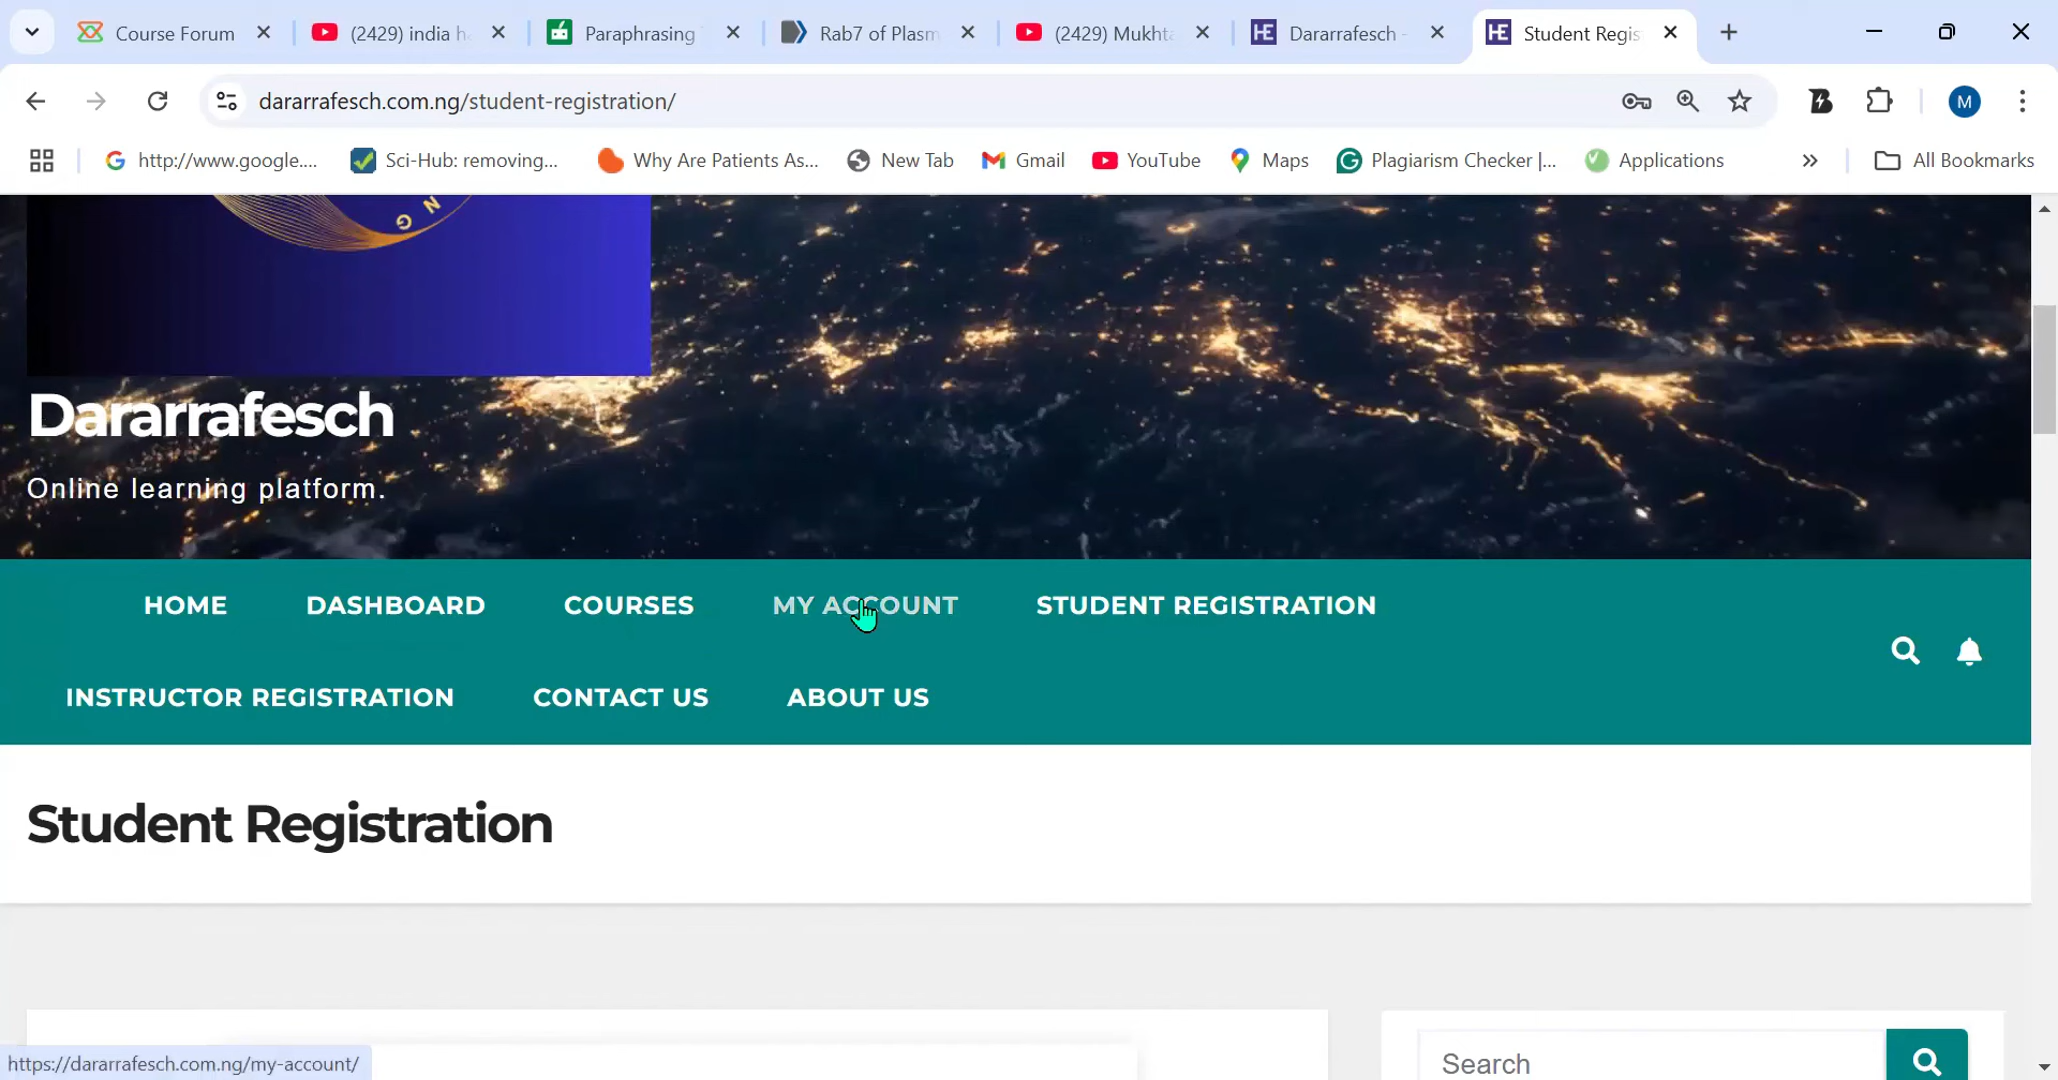 Course Forum
(2429) india h
Paraphrasing
Rab7 of Plasm
(2429) Mukhta
Dararrafesch -
Student Regis
dararrafesch.com.ng/student-registration/
M
http://www.google....
Sci-Hub: removing...
Why Are Patients As...
New Tab
Gmail
YouTube
Maps
Plagiarism Checker |...
Applications
»
All Bookmarks
N G
Dararrafesch
Online learning platform.
HOME DASHBOARD COURSES MY ACCOUNT STUDENT REGISTRATION
INSTRUCTOR REGISTRATION CONTACT US ABOUT US
Student Registration
Search
https://dararrafesch.com.ng/my-account/